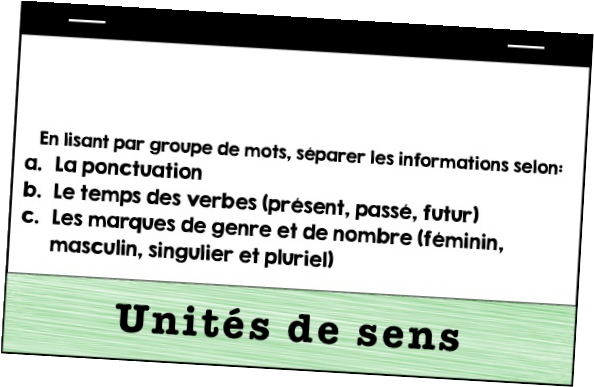 En lisant par groupe de mots, séparer les informations selon:
a. La ponctuation
b. Le temps des verbes (présent, passé, futur)
c. Les marques de genre et de nombre (féminin,
masculin, singulier et pluriel)
Unités de sens